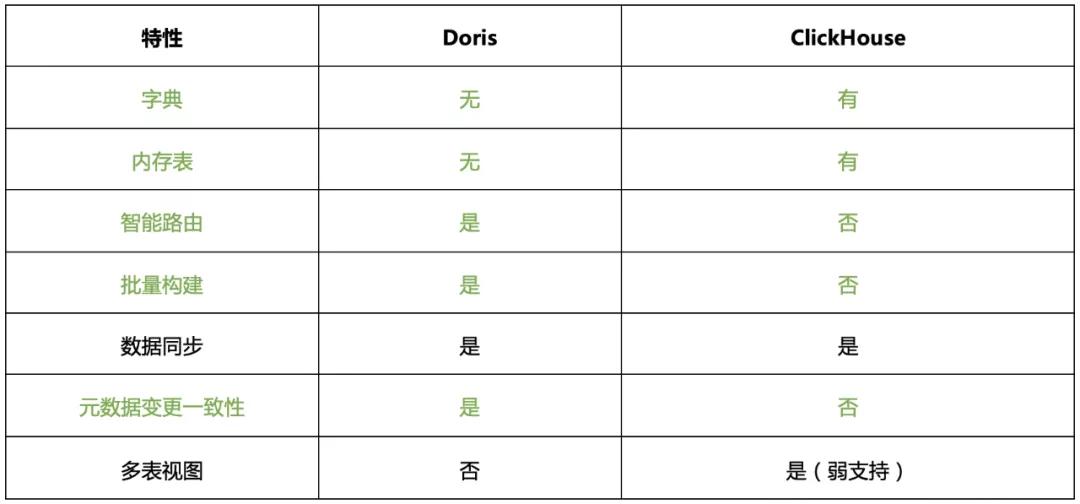 特性 Doris ClickHouse
字典 无 有
内存表 无 有
智能路由 是 否
批量构建 是 否
数据同步 是 是
元数据变更一致性 是 否
多表视图 否 是（弱支持）